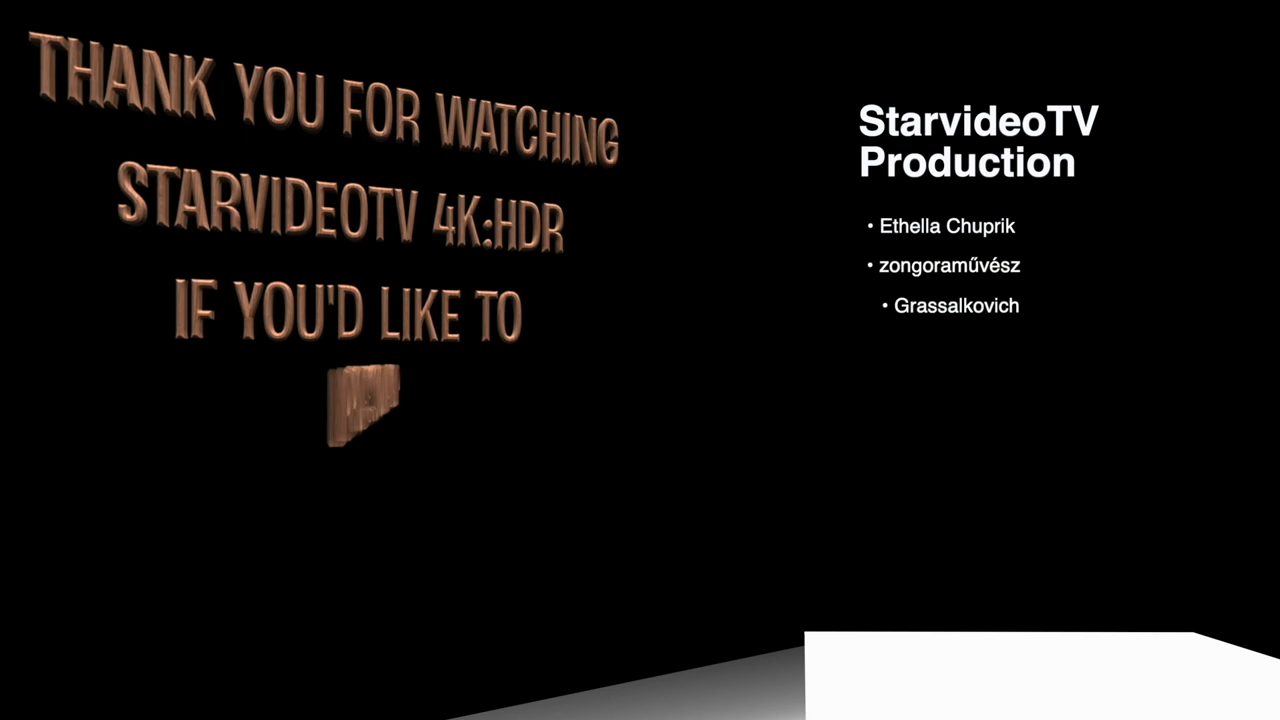 THANK YOU FOR WATCHING
STARVIDEOTV 4K:HDR
IF YOU'D LIKE TO
StarvideoTV
Production
• Ethella Chuprik
• zongoraművész
• Grassalkovich